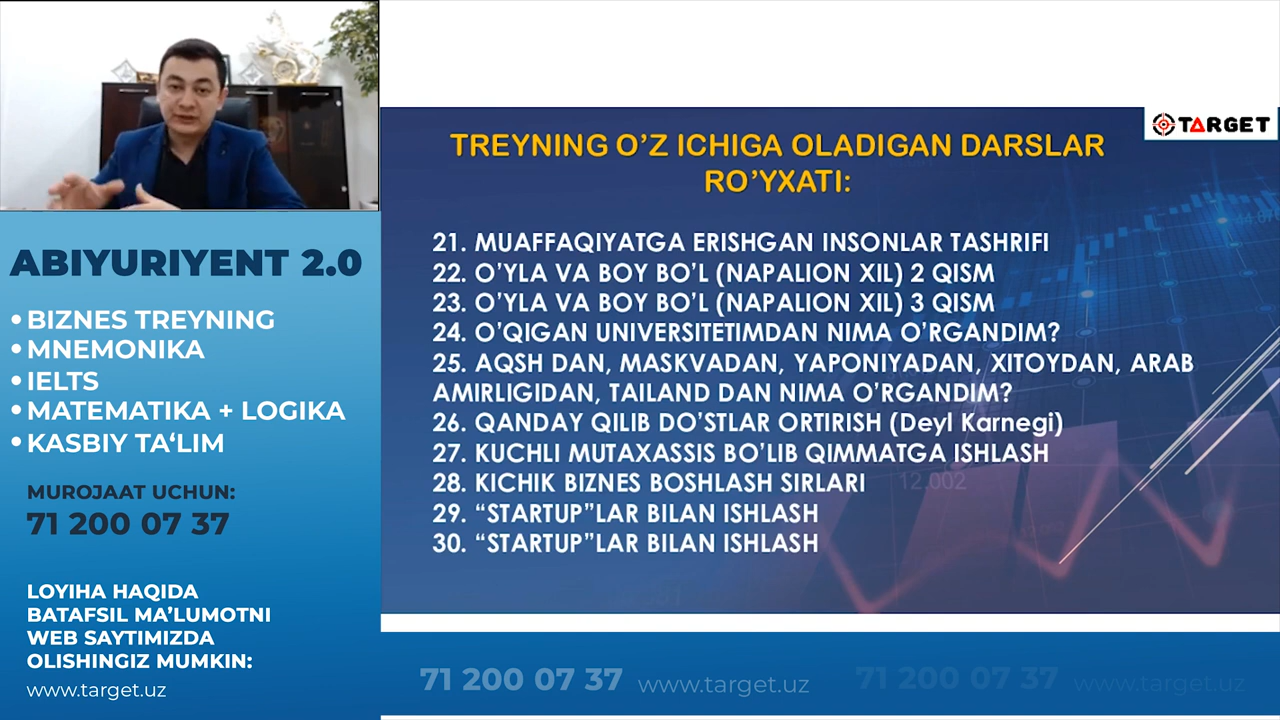 ABIYURIYENT 2.0
• BIZNES TREYNING
• MNEMONIKA
• IELTS
• MATEMATIKA + LOGIKA
• KASBIY TA‘LIM
MUROJAAT UCHUN:
71 200 07 37
LOYIHA HAQIDA
BATAFSIL MA’LUMOTNI
WEB SAYTIMIZDA
OLISHINGIZ MUMKIN:
www.target.uz
TARGET
TREYNING O’Z ICHIGA OLADIGAN DARSLAR
RO’YXATI:
21. MUAFFAQIYATGA ERISHGAN INSONLAR TASHRIFI
22. O’YLA VA BOY BO’L (NAPALION XIL) 2 QISM
23. O’YLA VA BOY BO’L (NAPALION XIL) 3 QISM
24. O’QIGAN UNIVERSITETIMDAN NIMA O’RGANDIM?
25. AQSH DAN, MASKVADAN, YAPONIYADAN, XITOYDAN, ARAB
AMIRLIGIDAN, TAILAND DAN NIMA O’RGANDIM?
26. QANDAY QILIB DO’STLAR ORTIRISH (Deyl Karnegi)
27. KUCHLI MUTAXASSIS BO’LIB QIMMATGA ISHLASH
28. KICHIK BIZNES BOSHLASH SIRLARI
12.002
29. “STARTUP”LAR BILAN ISHLASH
30. “STARTUP”LAR BILAN ISHLASH
71 200 07 37 www.target.uz 71 200 07 37 www.target.uz